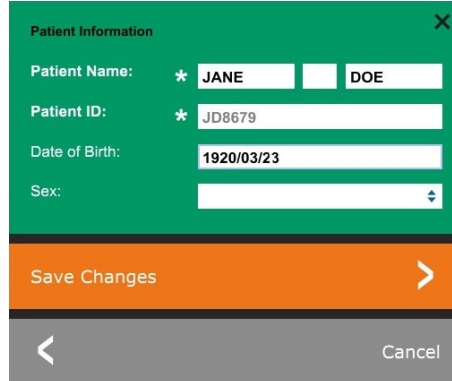 Patient Information
Patient Name: * JANE DOE
Patient ID: * JD8679
Date of Birth: 1920/03/23
Sex:
Save Changes
Cancel